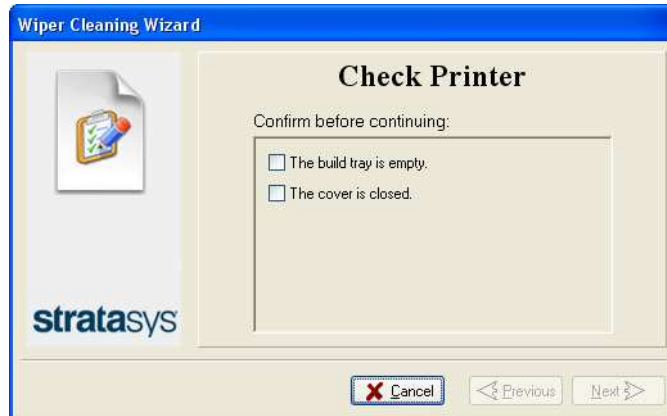 Wiper Cleaning Wizard
Check Printer
Confirm before continuing:
The build tray is empty.
The cover is closed.
stratasys
Cancel
Previous
Next